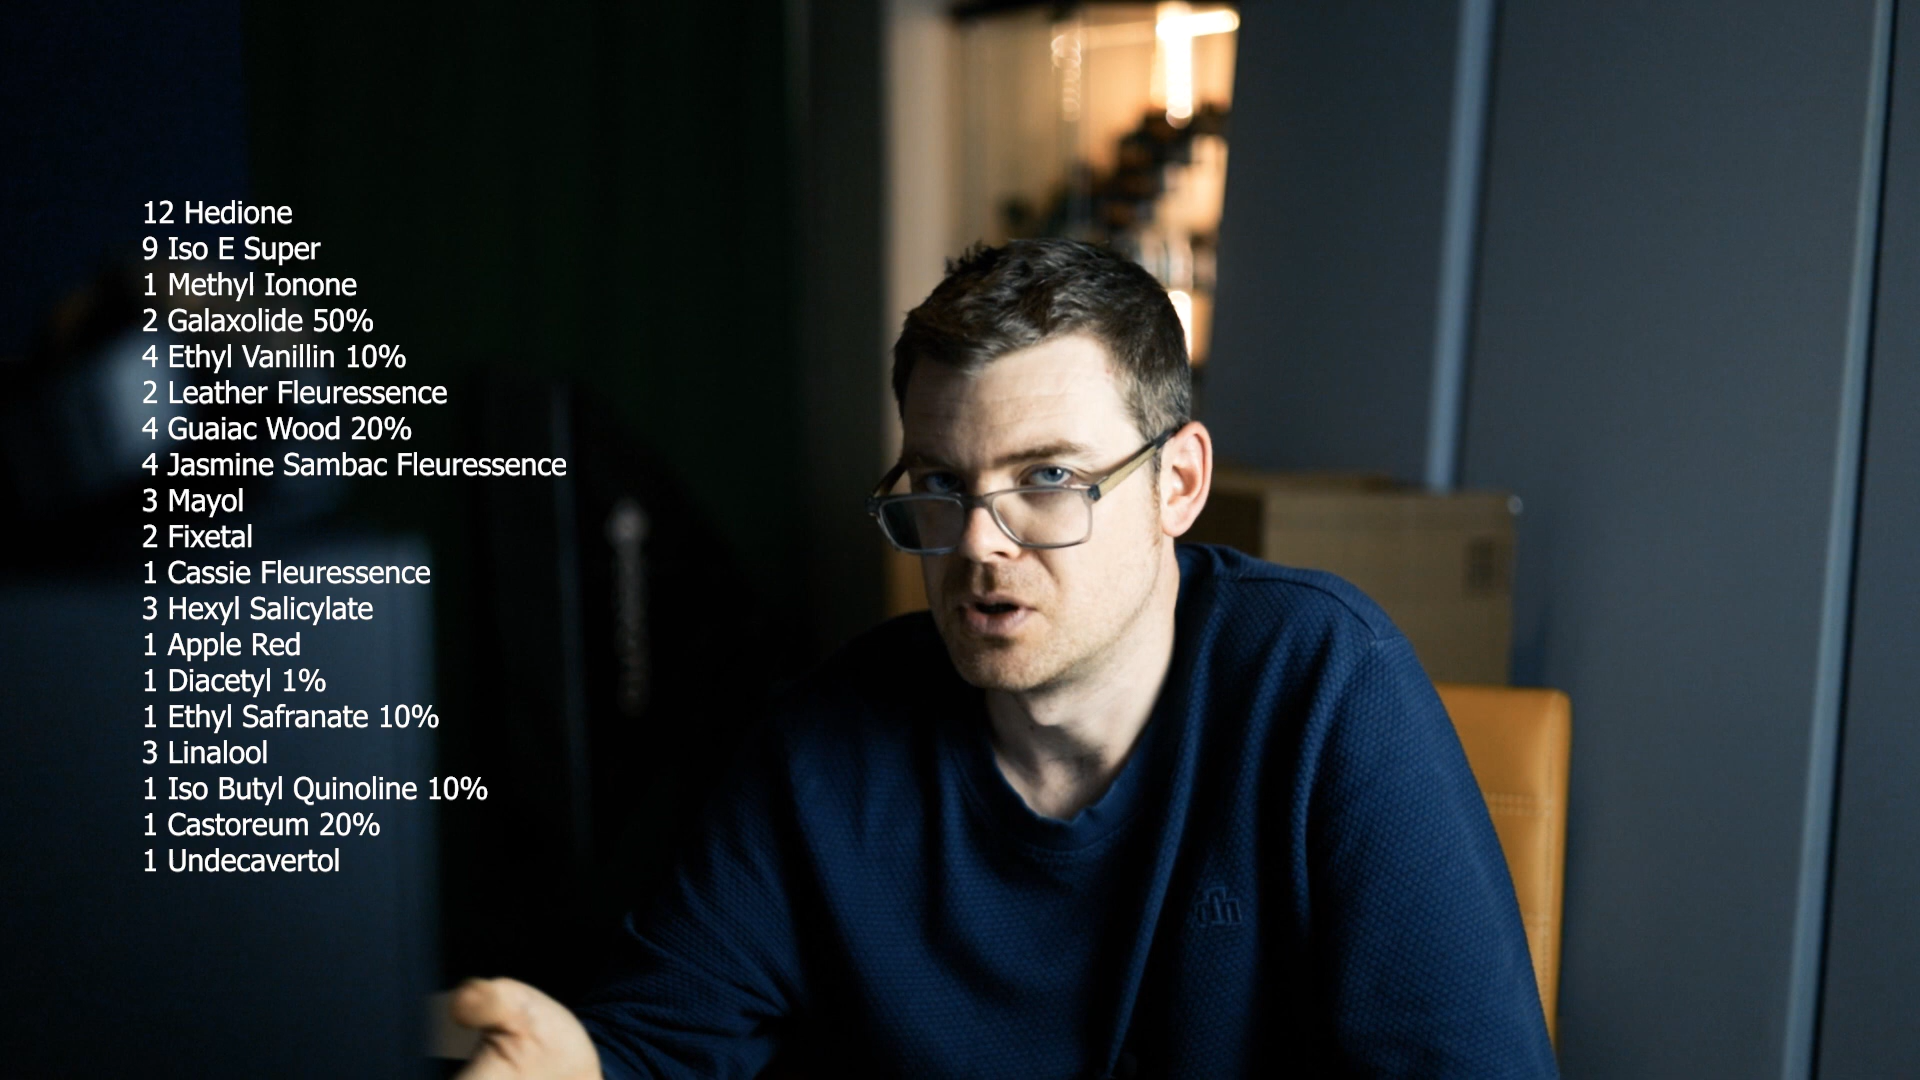 12 Hedione
9 Iso E Super
1 Methyl Ionone
2 Galaxolide 50%
4 Ethyl Vanillin 10%
2 Leather Fleuressence
4 Guaiac Wood 20%
4 Jasmine Sambac Fleuressence
3 Mayol
2 Fixetal
1 Cassie Fleuressence
3 Hexyl Salicylate
1 Apple Red
1 Diacetyl 1%
1 Ethyl Safranate 10%
3 Linalool
1 Iso Butyl Quinoline 10%
1 Castoreum 20%
1 Undecavertol